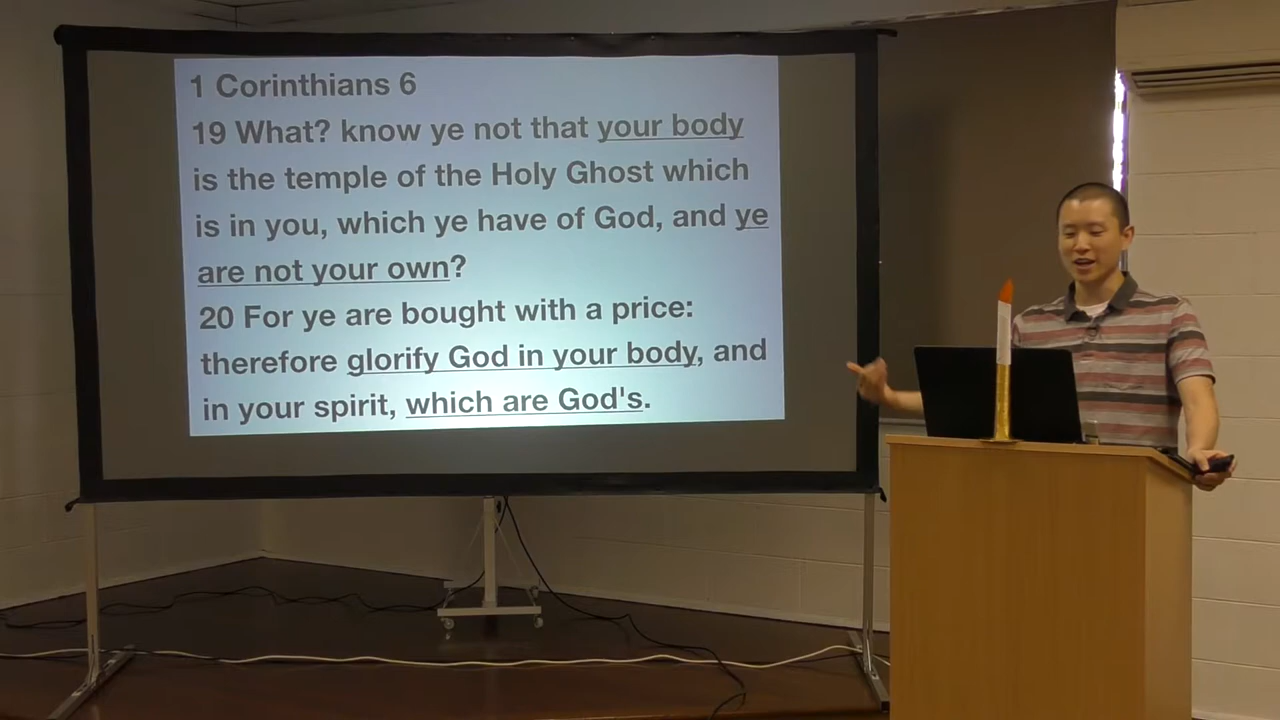 1 Corinthians 6
19 What? know ye not that your body
is the temple of the Holy Ghost which
is in you, which ye have of God, and ye
are not your own?
20 For ye are bought with a price:
therefore glorify God in your body, and
in your spirit, which are God's.